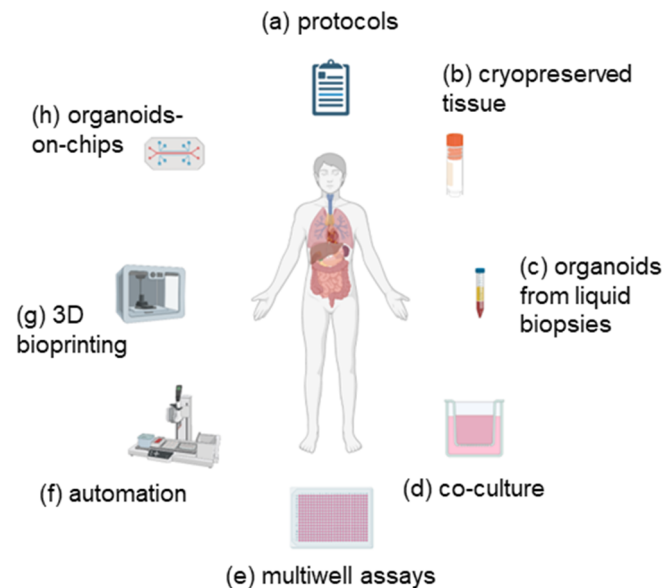 (a) protocols
(b) cryopreserved
tissue
(c) organoids
from liquid
biopsies
(d) co-culture
(e) multiwell assays
(f) automation
(g) 3D
bioprinting
(h) organoids-
on-chips